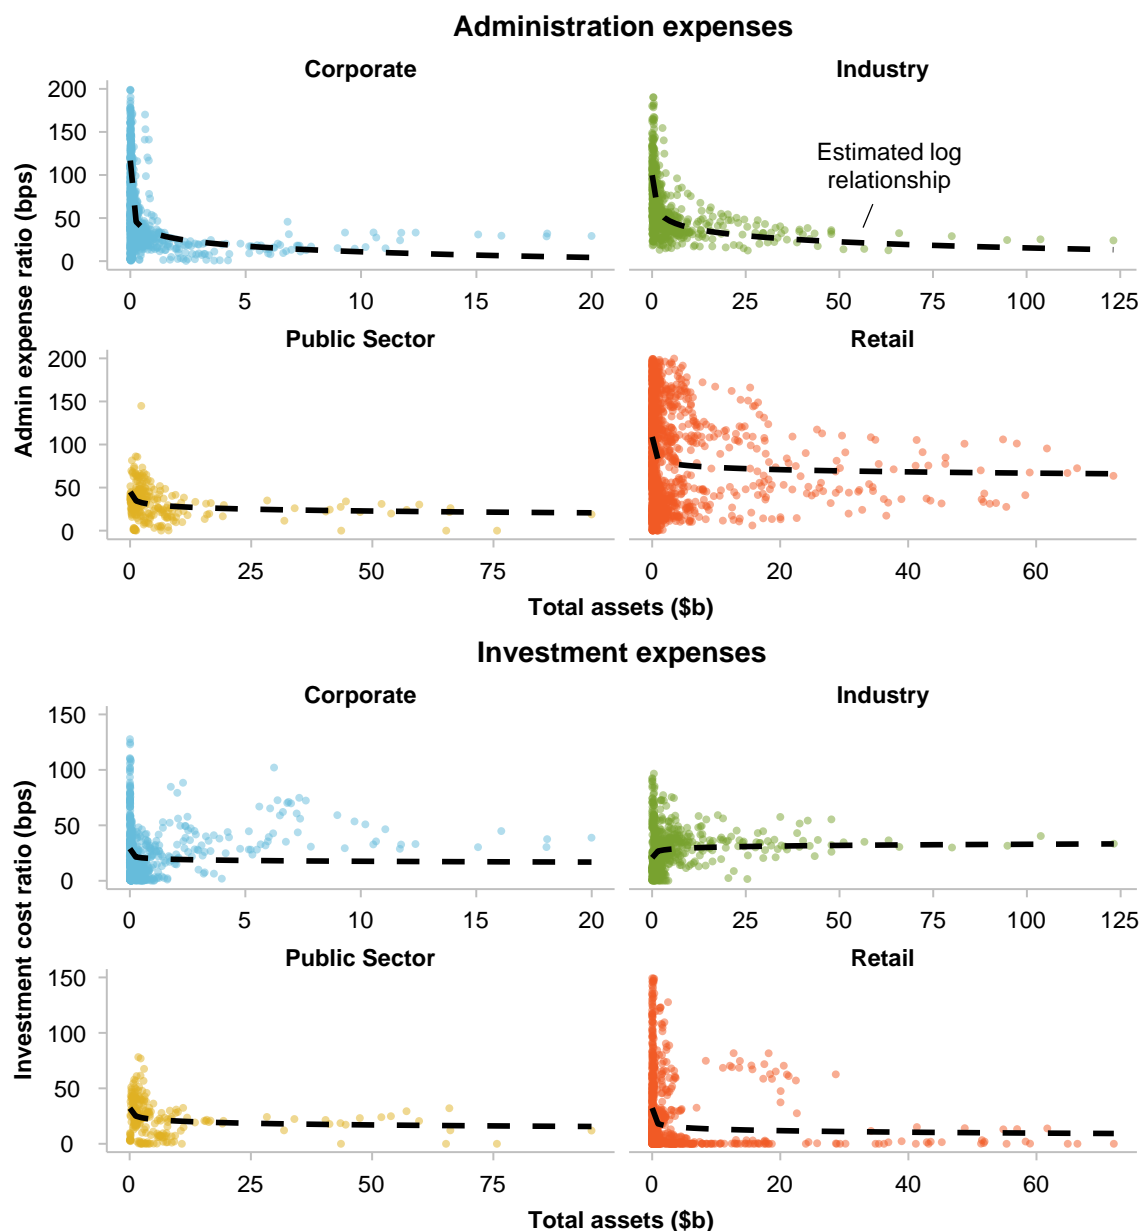 Administration expenses
Corporate
Industry
Admin expense ratio (bps)
200
150
100
50
0
Estimated log
relationship
0 5 10 15 20
0 25 50 75 100 125
Public Sector
Retail
200
150
100
50
0
0 25 50 75
0 20 40 60
Total assets ($b)
Investment expenses
Corporate
Industry
Investment cost ratio (bps)
150
100
50
0
0 5 10 15 20
0 25 50 75 100 125
Public Sector
Retail
150
100
50
0
0 25 50 75
0 20 40 60
Total assets ($b)